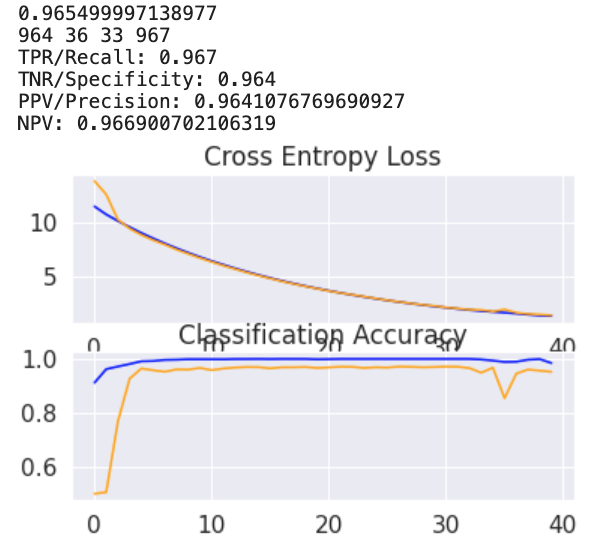 0.965499997138977
964 36 33 967
TPR/Recall: 0.967
TNR/Specificity: 0.964
PPV/Precision: 0.9641076769690927
NPV: 0.966900702106319
Cross Entropy Loss
10
5
0 10 20 30 40
Classification Accuracy
1.0
0.8
0.6
0 10 20 30 40